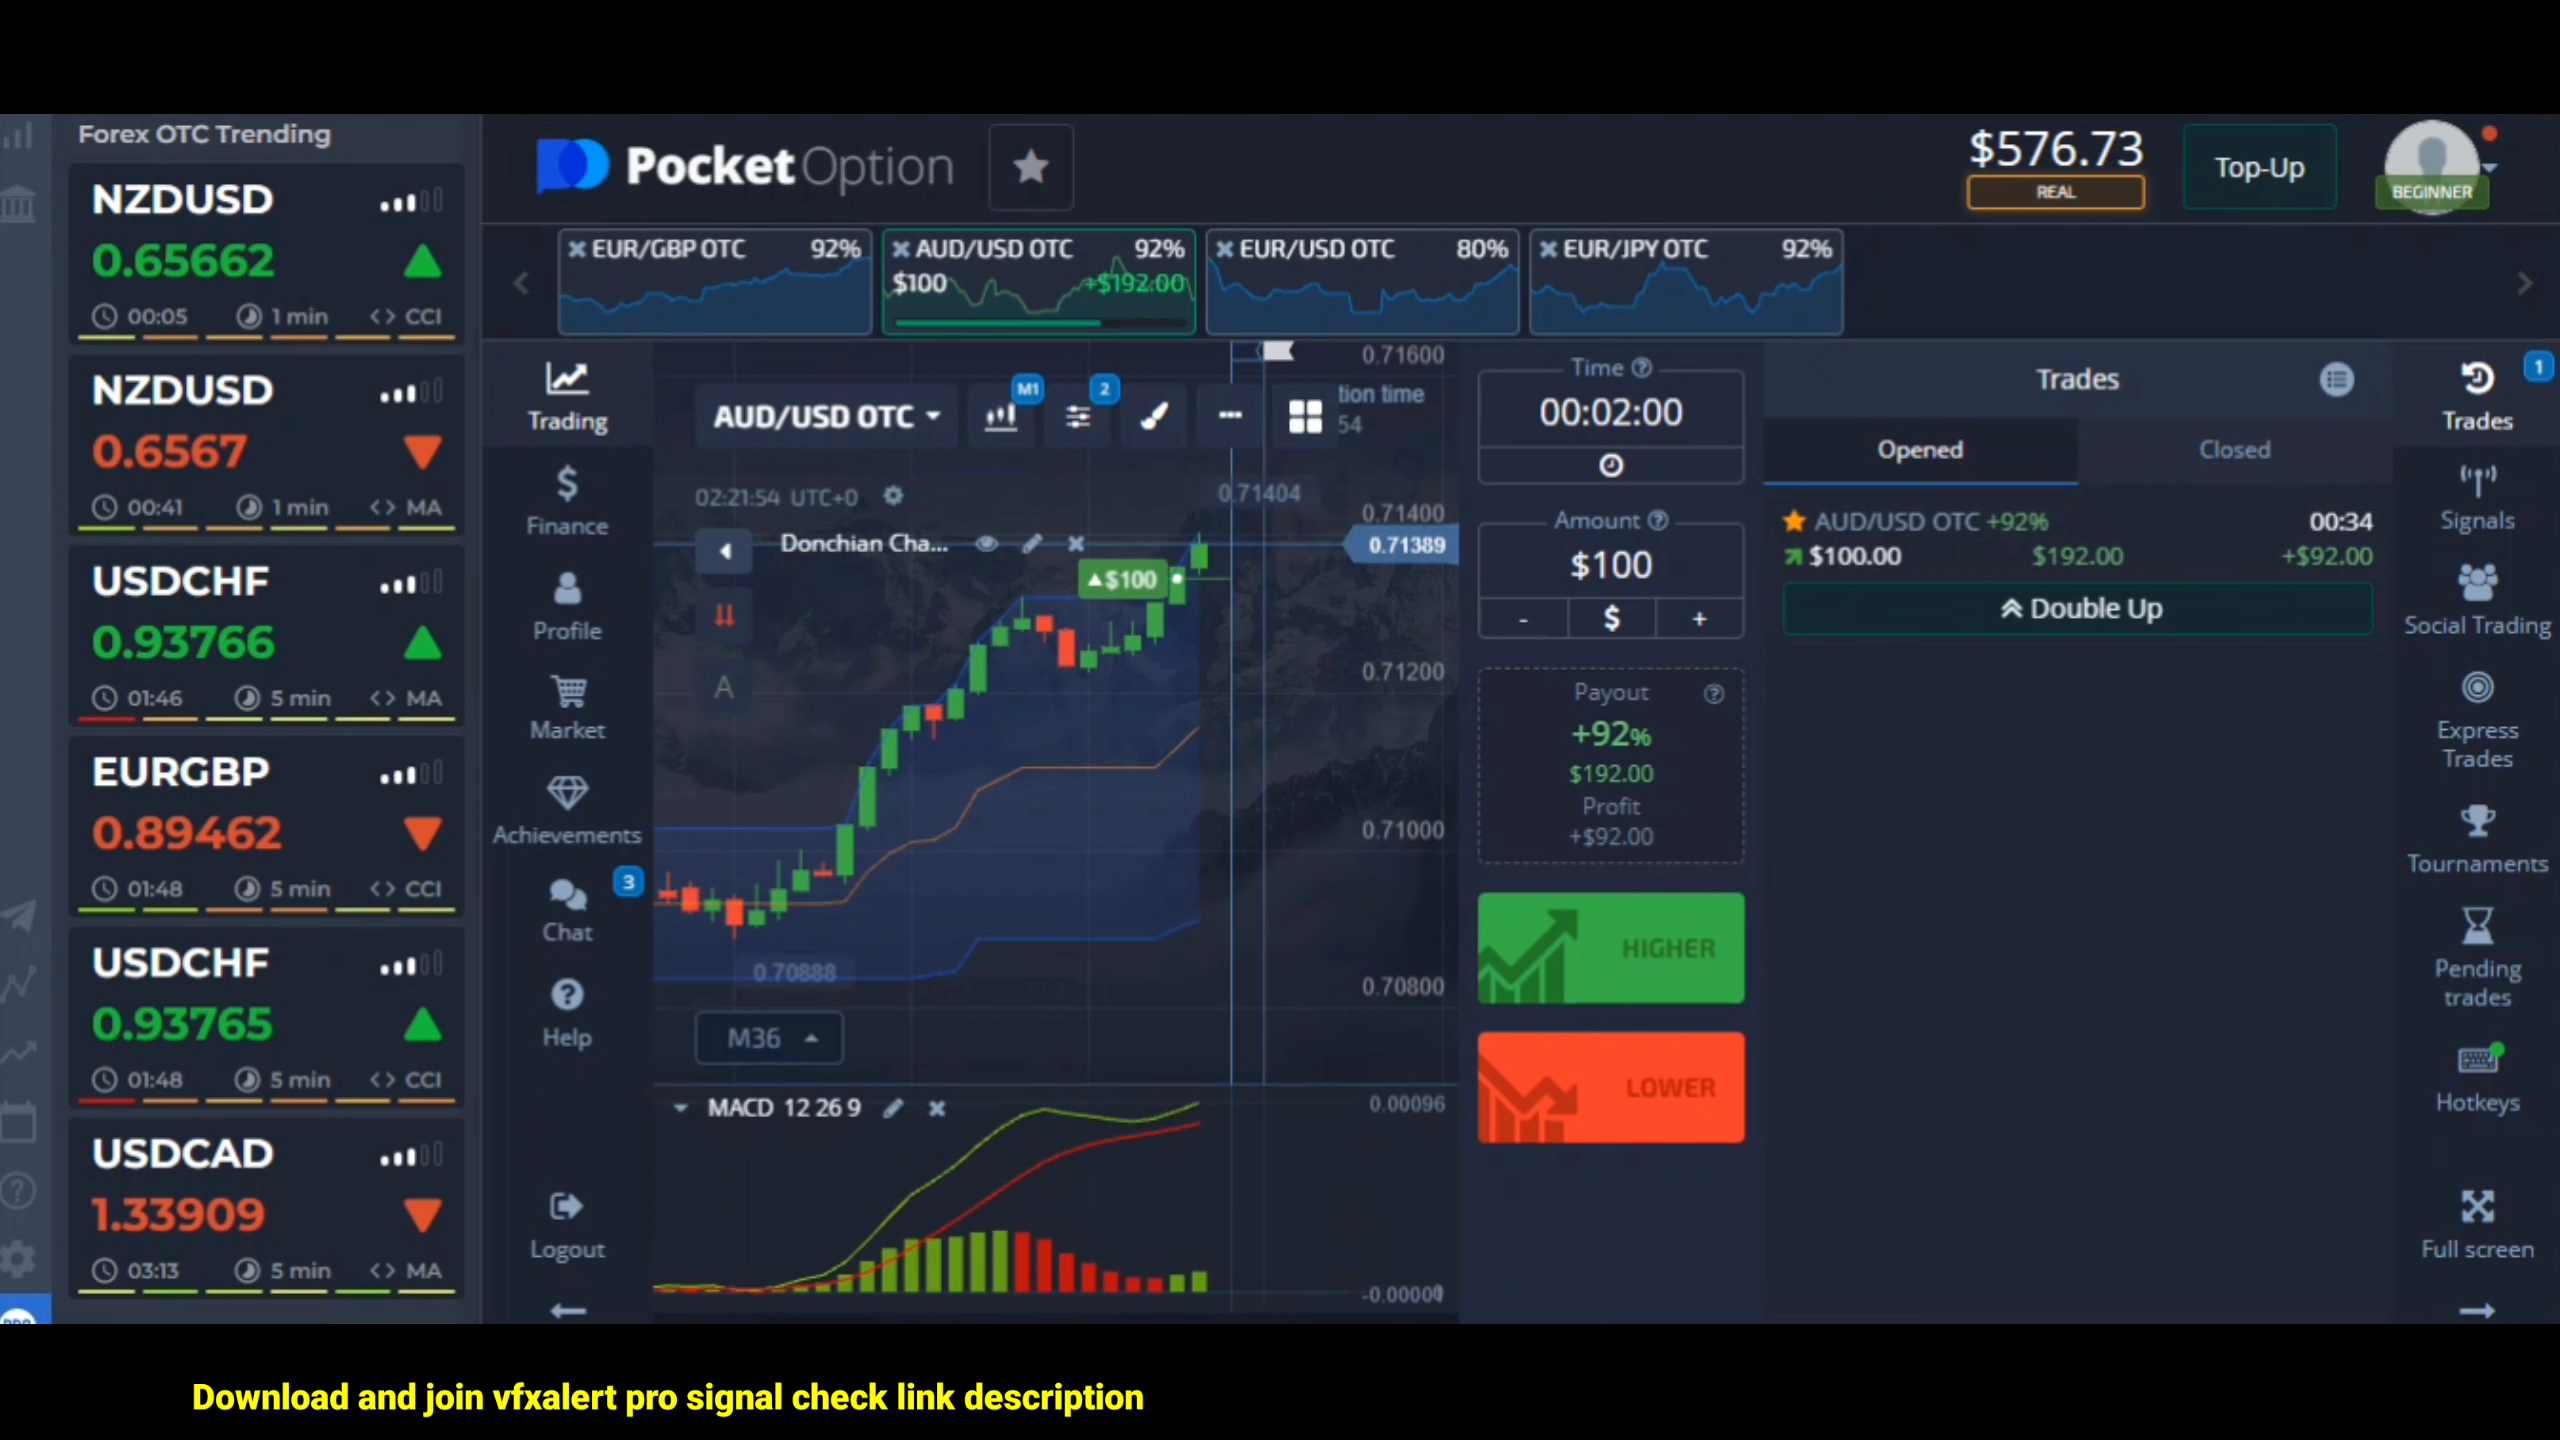 Forex OTC Trending
NZDUSD
0.65662
00:05 1 min <> CCI
NZDUSD
0.6567
00:41 1 min <> MA
USDCHF
0.93766
01:46 5 min <> MA
EURGBP
0.89462
01:48 5 min <> CCI
USDCHF
0.93765
01:48 5 min <> CCI
USDCAD
1.33909
03:13 5 min <> MA
PocketOption
$576.73
REAL
Top-Up
BEGINNER
EUR/GBP OTC 92%
AUD/USD OTC 92%
$100 +$192.00
EUR/USD OTC 80%
EUR/JPY OTC 92%
Trading
Finance
Profile
Market
Achievements
3
Chat
Help
Logout
AUD/USD OTC
M1
2
tion time
54
02:21:54 UTC+0
Donchian Cha...
A
$100
0.71404
0.71600
0.71400
0.71389
0.71200
0.71000
0.70800
0.70888
M36
MACD 12 26 9
0.00096
Time
00:02:00
Amount
$100
- $ +
Payout
+92%
$192.00
Profit
+$92.00
HIGHER
LOWER
Trades
Opened Closed
AUD/USD OTC +92% 00:34
$100.00 $192.00 +$92.00
Double Up
1
Trades
Signals
Social Trading
Express
Trades
Tournaments
Pending
trades
Hotkeys
Full screen
Download and join vfxalert pro signal check link description